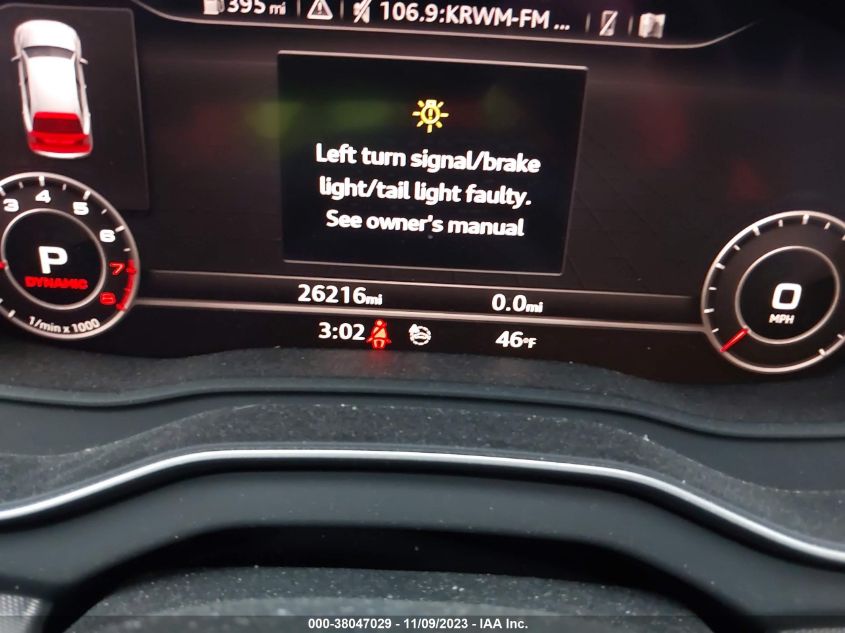 395 mi
106.9:KRWM-FM ...
Left turn signal/brake
light/tail light faulty.
See owner's manual
3 4 5 6 7 8
P
DYNAMIC
1/min x 1000
0
MPH
26216mi 0.0mi
3:02 46°F
000-38047029 - 11/09/2023 - IAA Inc.